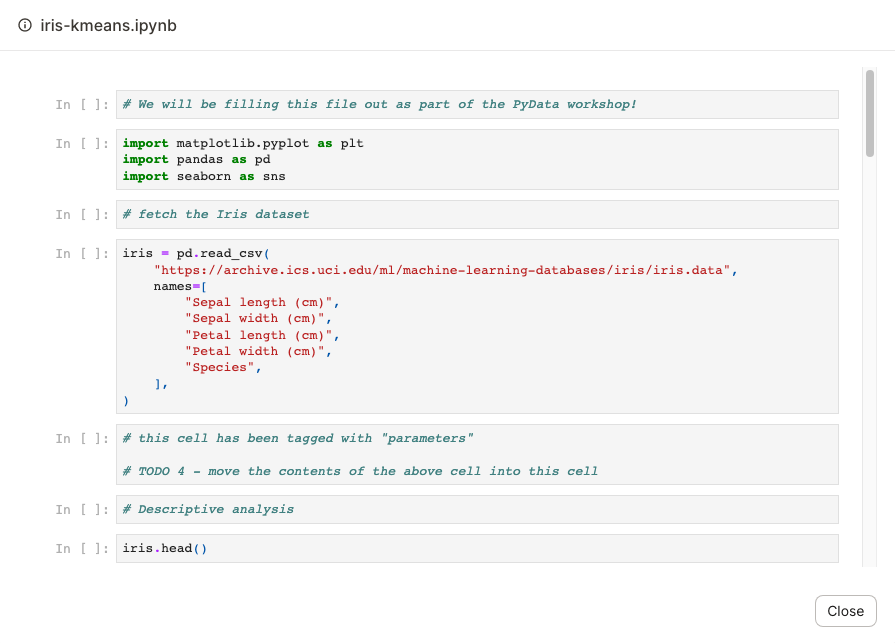 iris-kmeans.ipynb
In [ ]: # We will be filling this file out as part of the PyData workshop!
In [ ]: import matplotlib.pyplot as plt
import pandas as pd
import seaborn as sns
In [ ]: # fetch the Iris dataset
In [ ]: iris = pd.read_csv(
    "https://archive.ics.uci.edu/ml/machine-learning-databases/iris/iris.data",
    names=[
        "Sepal length (cm)",
        "Sepal width (cm)",
        "Petal length (cm)",
        "Petal width (cm)",
        "Species",
    ],
)
In [ ]: # this cell has been tagged with "parameters"
# TODO 4 - move the contents of the above cell into this cell
In [ ]: # Descriptive analysis
In [ ]: iris.head()
Close